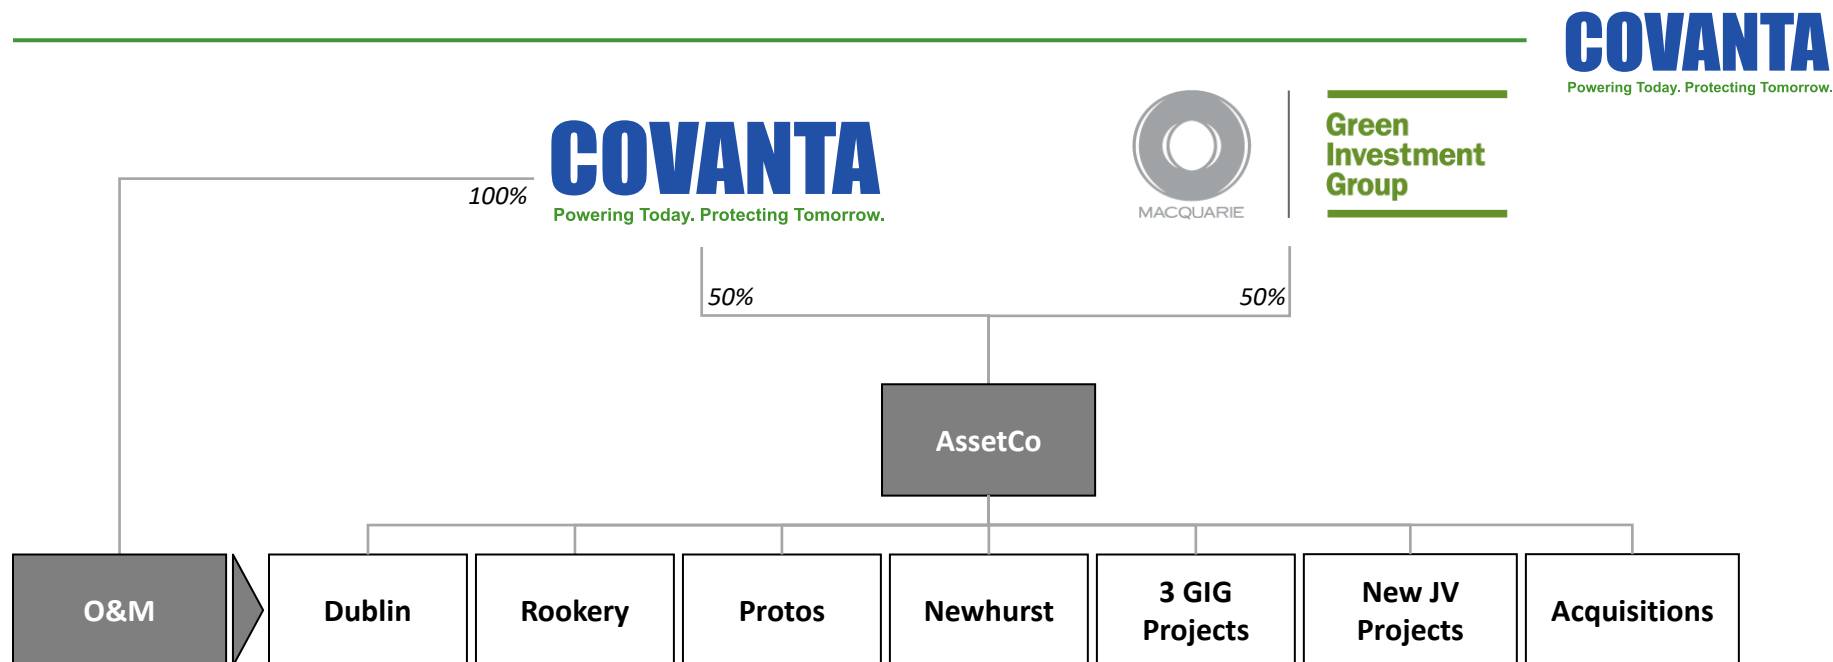 COVANTA
Powering Today. Protecting Tomorrow.
COVANTA
Powering Today. Protecting Tomorrow.
MACQUARIE
Green
Investment
Group
100%
50%
50%
AssetCo
O&M
Dublin
Rookery
Protos
Newhurst
3 GIG
Projects
New JV
Projects
Acquisitions